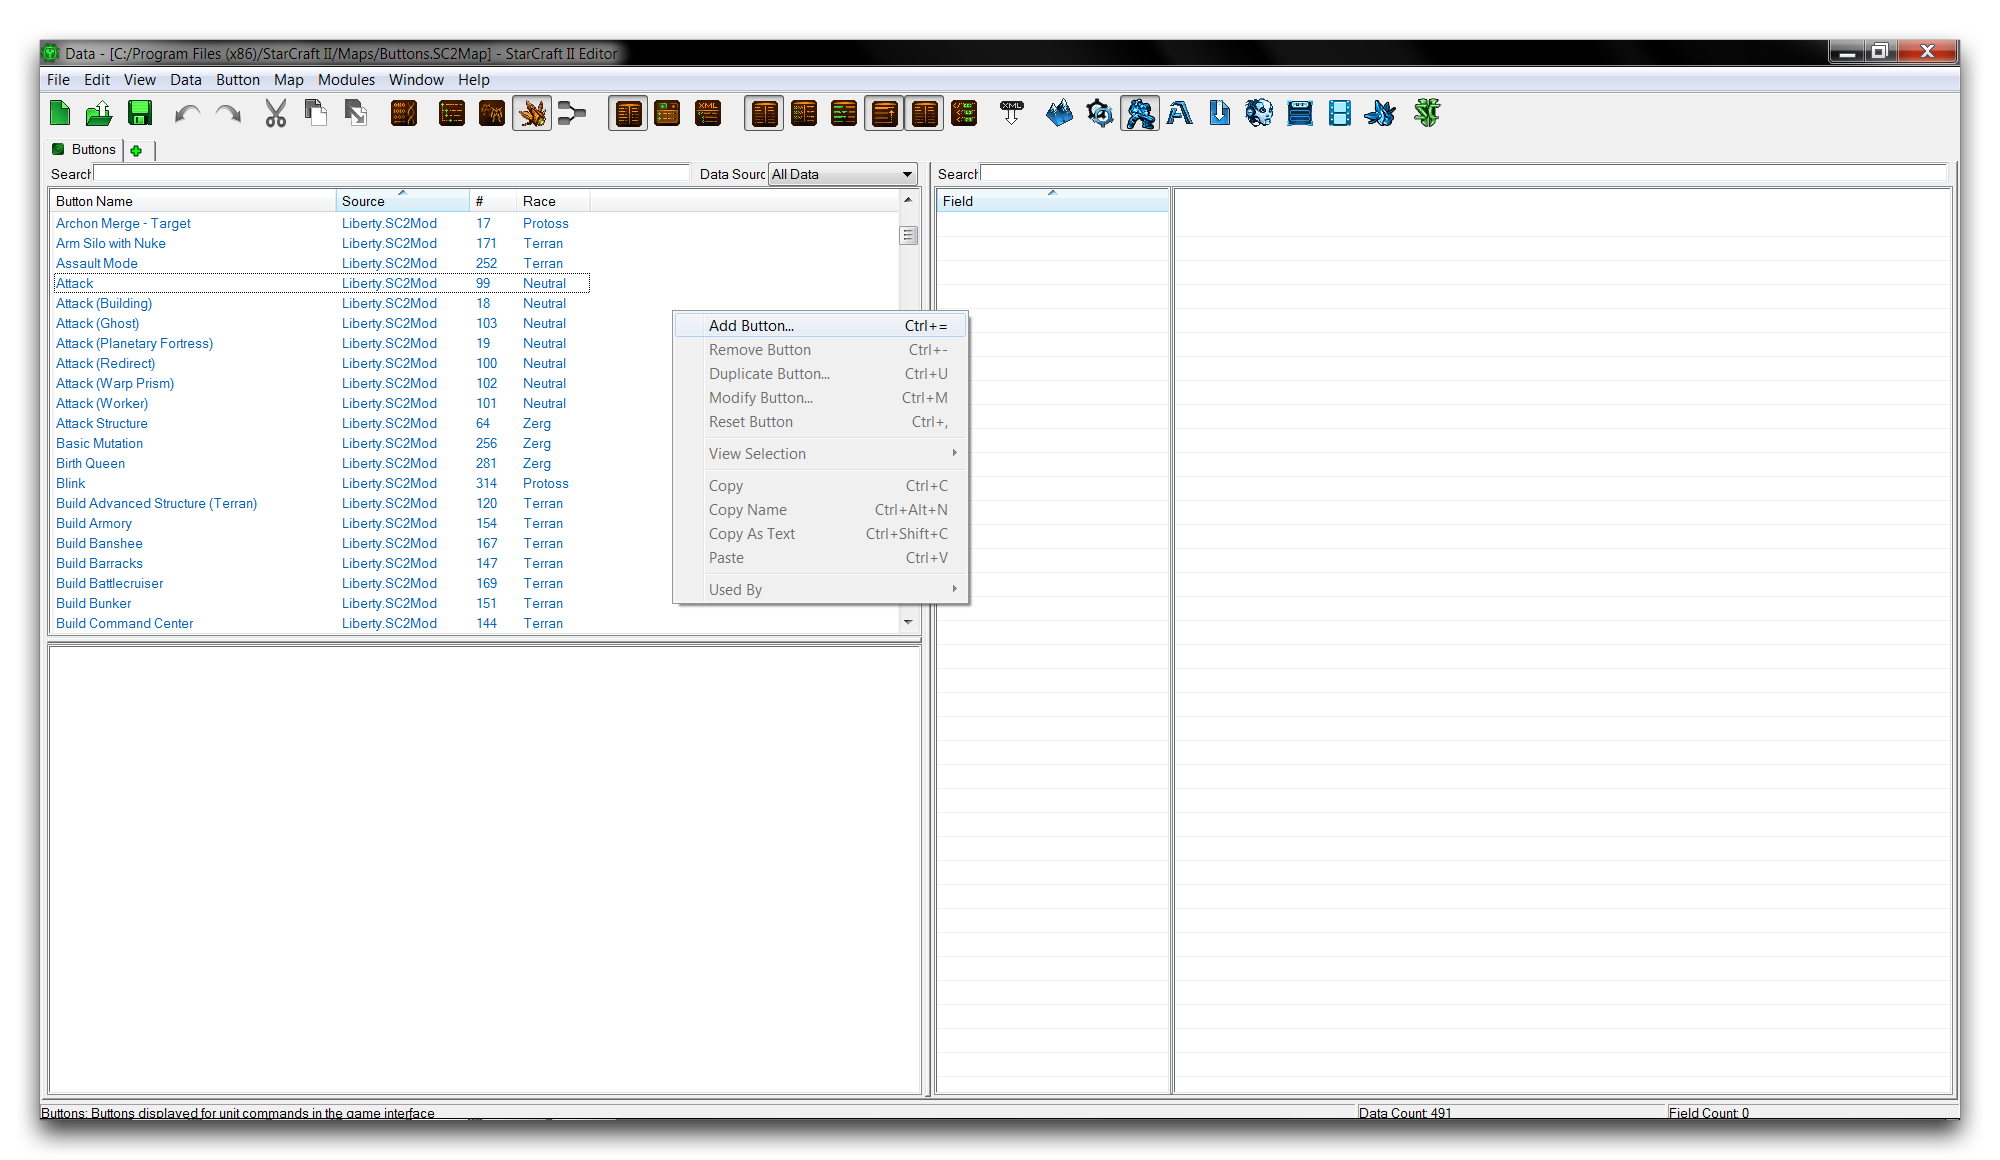 Data - [C:/Program Files (x86)/StarCraft II/Maps/Buttons.SC2Map] - StarCraft II Editor
File Edit View Data Button Map Modules Window Help
XML XML
Buttons
Search Data Sourc All Data Search
Button Name Source # Race Field
Archon Merge - Target Liberty.SC2Mod 17 Protoss
Arm Silo with Nuke Liberty.SC2Mod 171 Terran
Assault Mode Liberty.SC2Mod 252 Terran
Attack Liberty.SC2Mod 99 Neutral
Attack (Building) Liberty.SC2Mod 18 Neutral
Attack (Ghost) Liberty.SC2Mod 103 Neutral
Attack (Planetary Fortress) Liberty.SC2Mod 19 Neutral
Attack (Redirect) Liberty.SC2Mod 100 Neutral
Attack (Warp Prism) Liberty.SC2Mod 102 Neutral
Attack (Worker) Liberty.SC2Mod 101 Neutral
Attack Structure Liberty.SC2Mod 64 Zerg
Basic Mutation Liberty.SC2Mod 256 Zerg
Birth Queen Liberty.SC2Mod 281 Zerg
Blink Liberty.SC2Mod 314 Protoss
Build Advanced Structure (Terran) Liberty.SC2Mod 120 Terran
Build Armory Liberty.SC2Mod 154 Terran
Build Banshee Liberty.SC2Mod 167 Terran
Build Barracks Liberty.SC2Mod 147 Terran
Build Battlecruiser Liberty.SC2Mod 169 Terran
Build Bunker Liberty.SC2Mod 151 Terran
Build Command Center Liberty.SC2Mod 144 Terran
Add Button... Ctrl+=
Remove Button Ctrl+-
Duplicate Button... Ctrl+U
Modify Button... Ctrl+M
Reset Button Ctrl+,
View Selection
Copy Ctrl+C
Copy Name Ctrl+Alt+N
Copy As Text Ctrl+Shift+C
Paste Ctrl+V
Used By
Buttons: Buttons displayed for unit commands in the game interface Data Count: 491 Field Count: 0